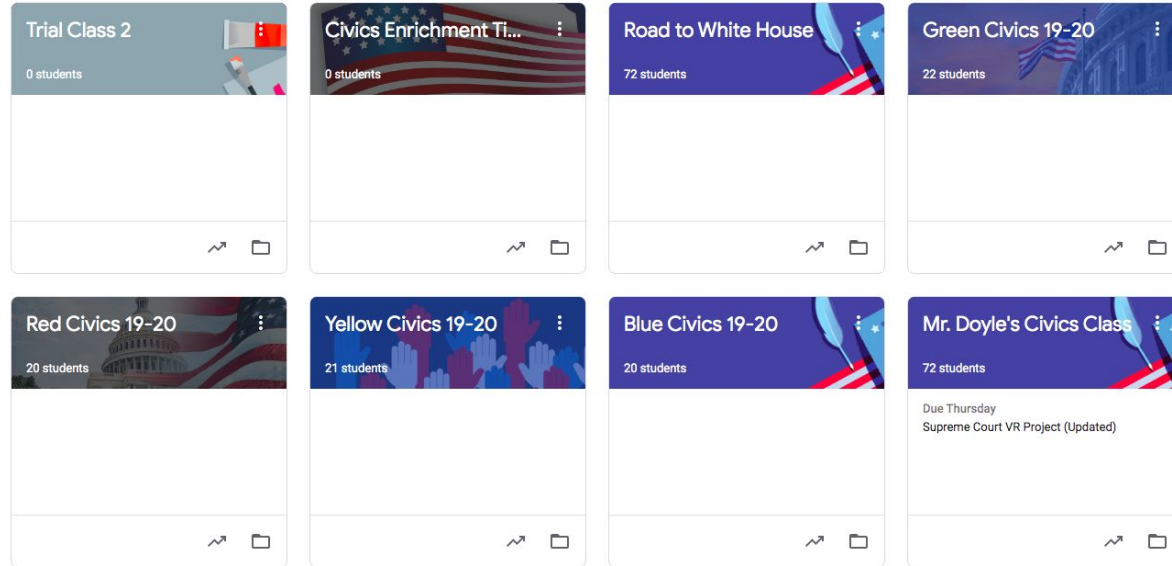 Trial Class 2
0 students
Civics Enrichment Ti...
0 students
Road to White House
72 students
Green Civics 19-20
22 students
Red Civics 19-20
20 students
Yellow Civics 19-20
21 students
Blue Civics 19-20
20 students
Mr. Doyle's Civics Class
72 students
Due Thursday
Supreme Court VR Project (Updated)